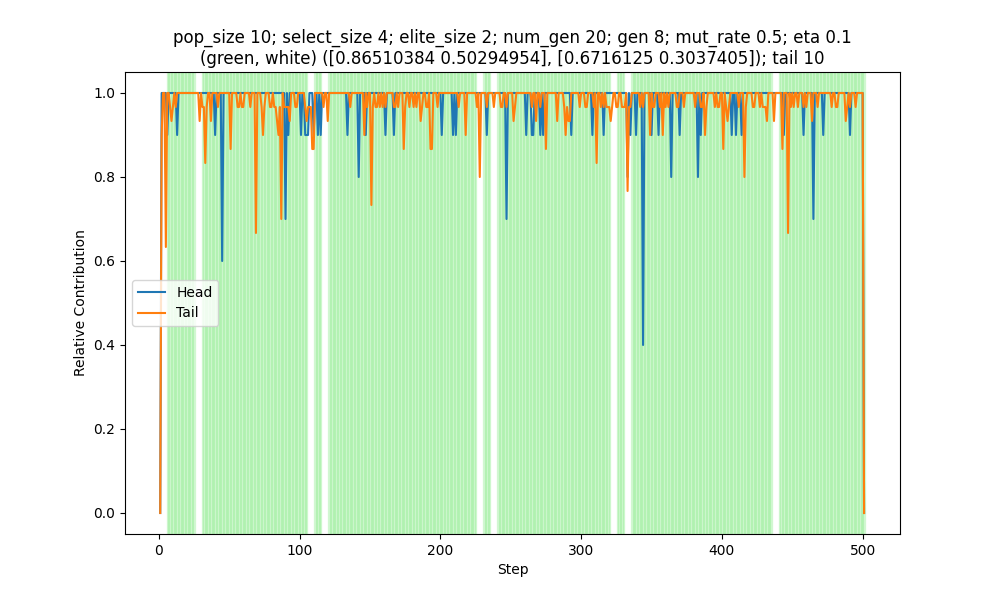 pop_size 10; select_size 4; elite_size 2; num_gen 20; gen 8; mut_rate 0.5; eta 0.1
(green, white) ([0.86510384 0.50294954], [0.6716125 0.3037405]); tail 10
1.0
0.8
0.6
0.4
0.2
0.0
Relative Contribution
Head
Tail
0
100
200
300
400
500
Step